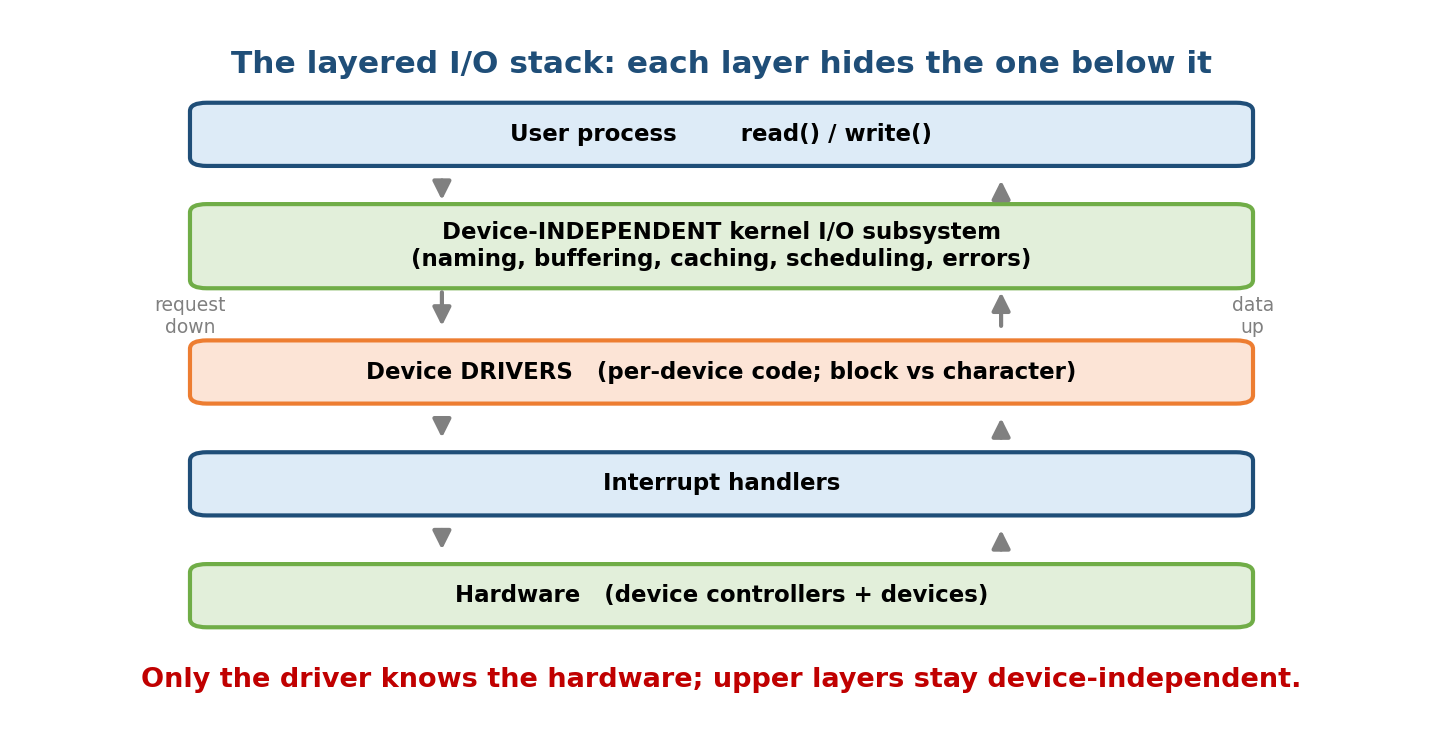 The layered I/O stack: each layer hides the one below it
User process read() / write()
Device-INDEPENDENT kernel I/O subsystem
(naming, buffering, caching, scheduling, errors)
request
down
data
up
Device DRIVERS (per-device code; block vs character)
Interrupt handlers
Hardware (device controllers + devices)
Only the driver knows the hardware; upper layers stay device-independent.